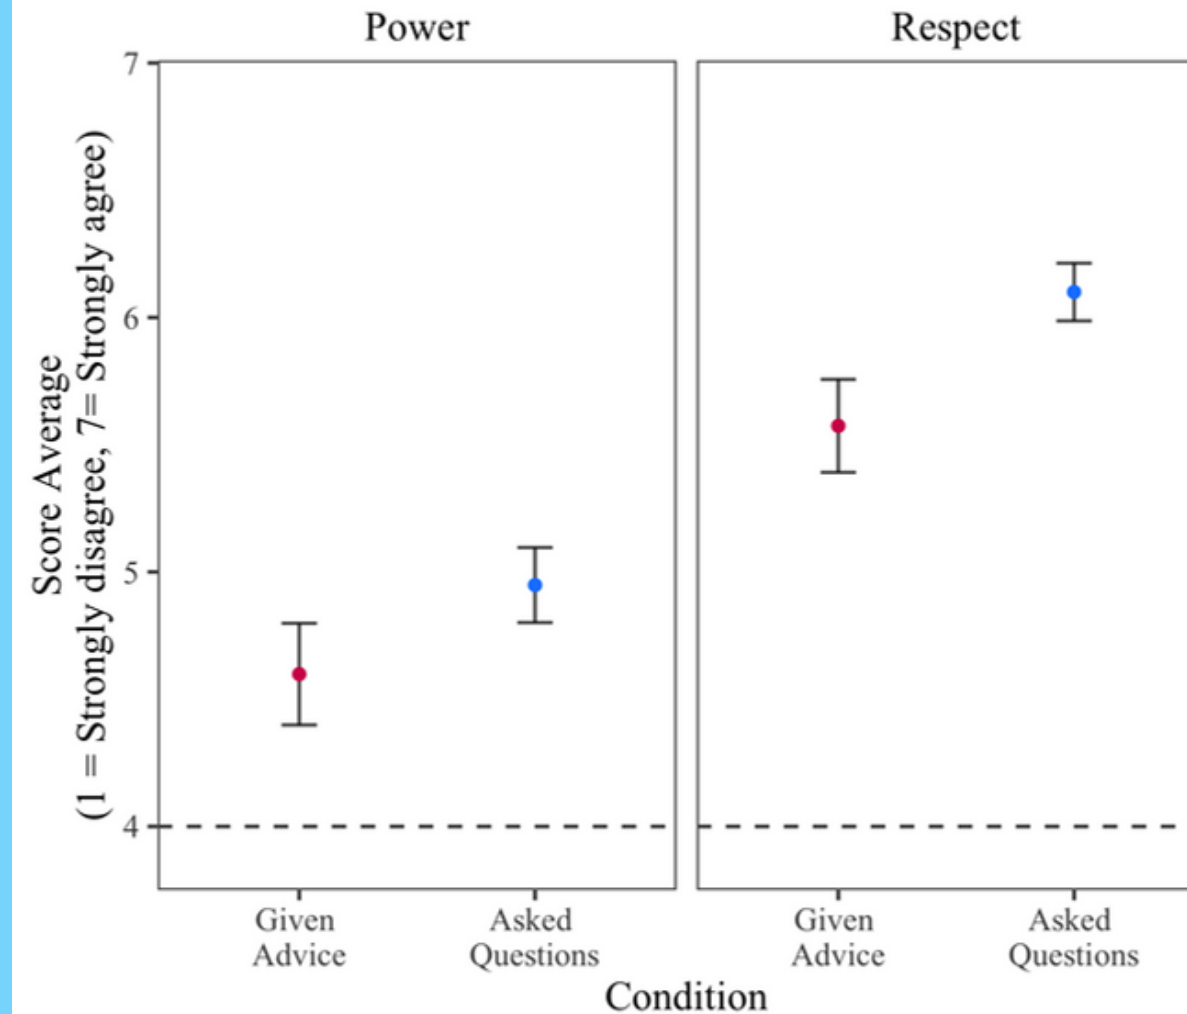 Power
Respect
Score Average
(1 = Strongly disagree, 7= Strongly agree)
7
6
5
4
Given
Advice
Asked
Questions
Given
Advice
Asked
Questions
Condition